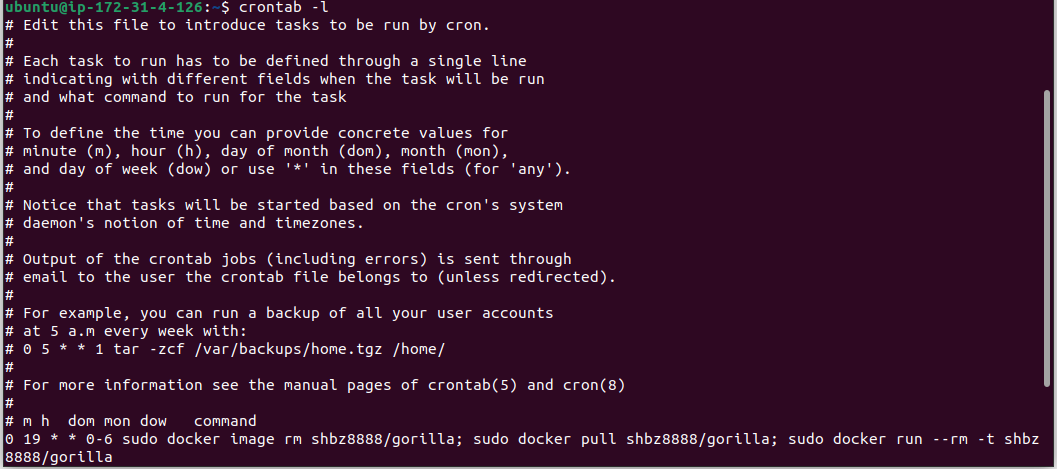 ubuntu@ip-172-31-4-126:~$ crontab -l
# Edit this file to introduce tasks to be run by cron.
#
# Each task to run has to be defined through a single line
# indicating with different fields when the task will be run
# and what command to run for the task
#
# To define the time you can provide concrete values for
# minute (m), hour (h), day of month (dom), month (mon),
# and day of week (dow) or use '*' in these fields (for 'any').
#
# Notice that tasks will be started based on the cron's system
# daemon's notion of time and timezones.
#
# Output of the crontab jobs (including errors) is sent through
# email to the user the crontab file belongs to (unless redirected).
#
# For example, you can run a backup of all your user accounts
# at 5 a.m every week with:
# 0 5 * * 1 tar -zcf /var/backups/home.tgz /home/
#
# For more information see the manual pages of crontab(5) and cron(8)
#
# m h  dom mon dow   command
0 19 * * 0-6 sudo docker image rm shbz8888/gorilla; sudo docker pull shbz8888/gorilla; sudo docker run --rm -t shbz
8888/gorilla